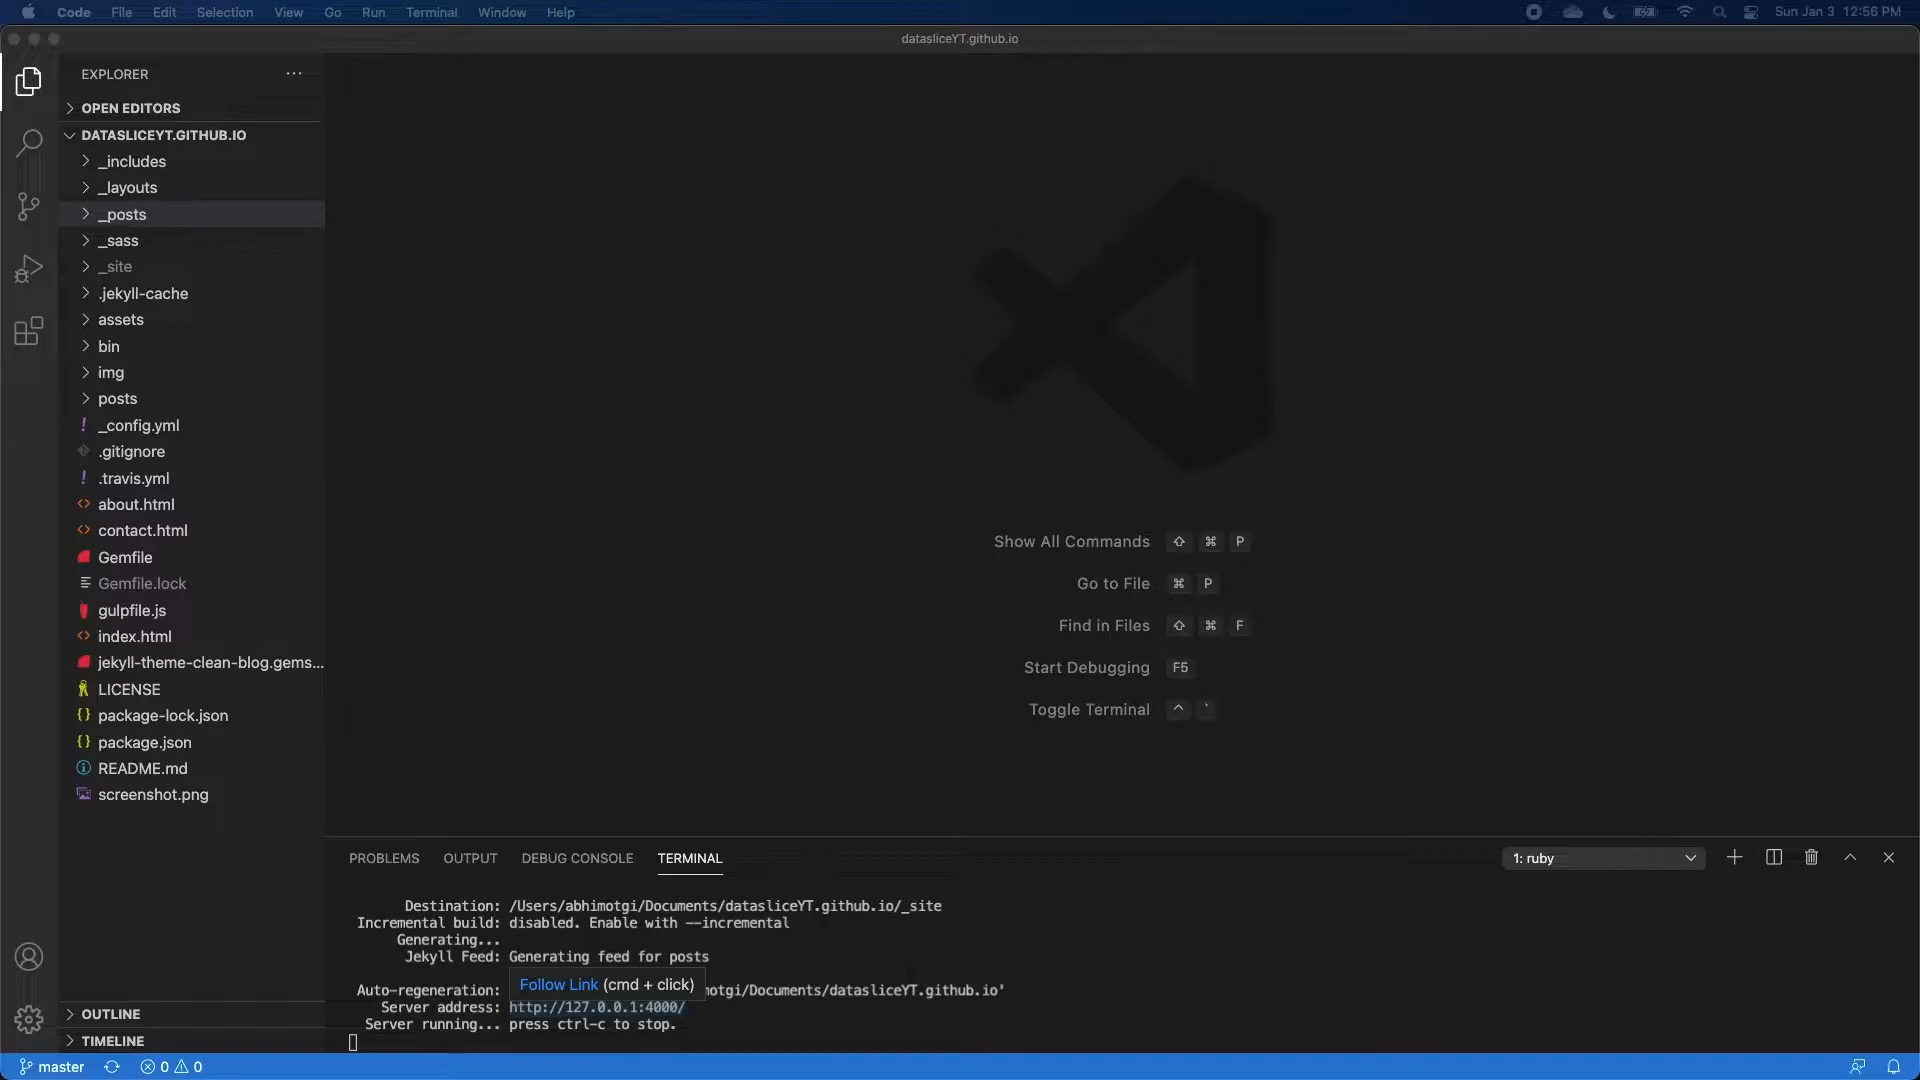 Code File Edit Selection View Go Run Terminal Window Help
Sun Jan 3 12:56 PM
datasliceYT.github.io
EXPLORER
OPEN EDITORS
DATASLICEYT.GITHUB.IO
_includes
_layouts
_posts
_sass
_site
.jekyll-cache
assets
bin
img
posts
_config.yml
.gitignore
.travis.yml
about.html
contact.html
Gemfile
Gemfile.lock
gulpfile.js
index.html
jekyll-theme-clean-blog.gems...
LICENSE
package-lock.json
package.json
README.md
screenshot.png
OUTLINE
TIMELINE
Show All Commands ⇧ ⌘ P
Go to File ⌘ P
Find in Files ⇧ ⌘ F
Start Debugging F5
Toggle Terminal ^ `
PROBLEMS OUTPUT DEBUG CONSOLE TERMINAL
1: ruby
Destination: /Users/abhimotgi/Documents/datasliceYT.github.io/_site
Incremental build: disabled. Enable with --incremental
Generating...
Jekyll Feed: Generating feed for posts
Follow Link (cmd + click)
Auto-regeneration: motgi/Documents/datasliceYT.github.io'
Server address: http://127.0.0.1:4000/
Server running... press ctrl-c to stop.
master 0 0